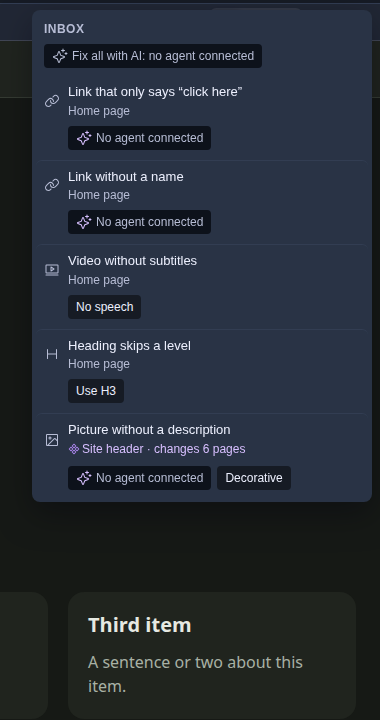 INBOX
Fix all with AI: no agent connected
Link that only says “click here”
Home page
No agent connected
Link without a name
Home page
No agent connected
Video without subtitles
Home page
No speech
Heading skips a level
Home page
Use H3
Picture without a description
Site header · changes 6 pages
No agent connected
Decorative
Third item
A sentence or two about this
item.